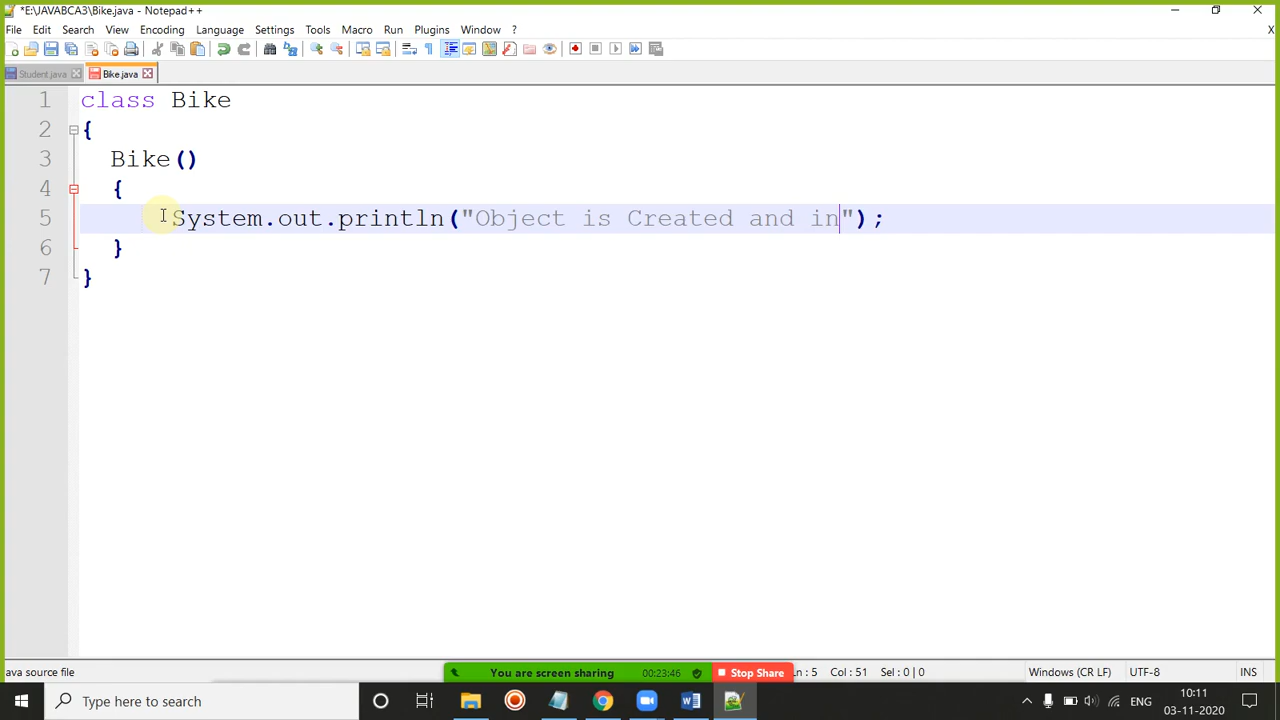 *E:\JAVABCA3\Bike.java - Notepad++
File Edit Search View Encoding Language Settings Tools Macro Run Plugins Window ? X
Student.java Bike.java
1 class Bike
2 {
3 Bike()
4 {
5 System.out.println("Object is Created and in");
6 }
7 }
ava source file You are screen sharing 00:23:46 Stop Share Ln : 5 Col : 51 Sel : 0 | 0 Windows (CR LF) UTF-8 INS
Type here to search ENG 10:11
03-11-2020